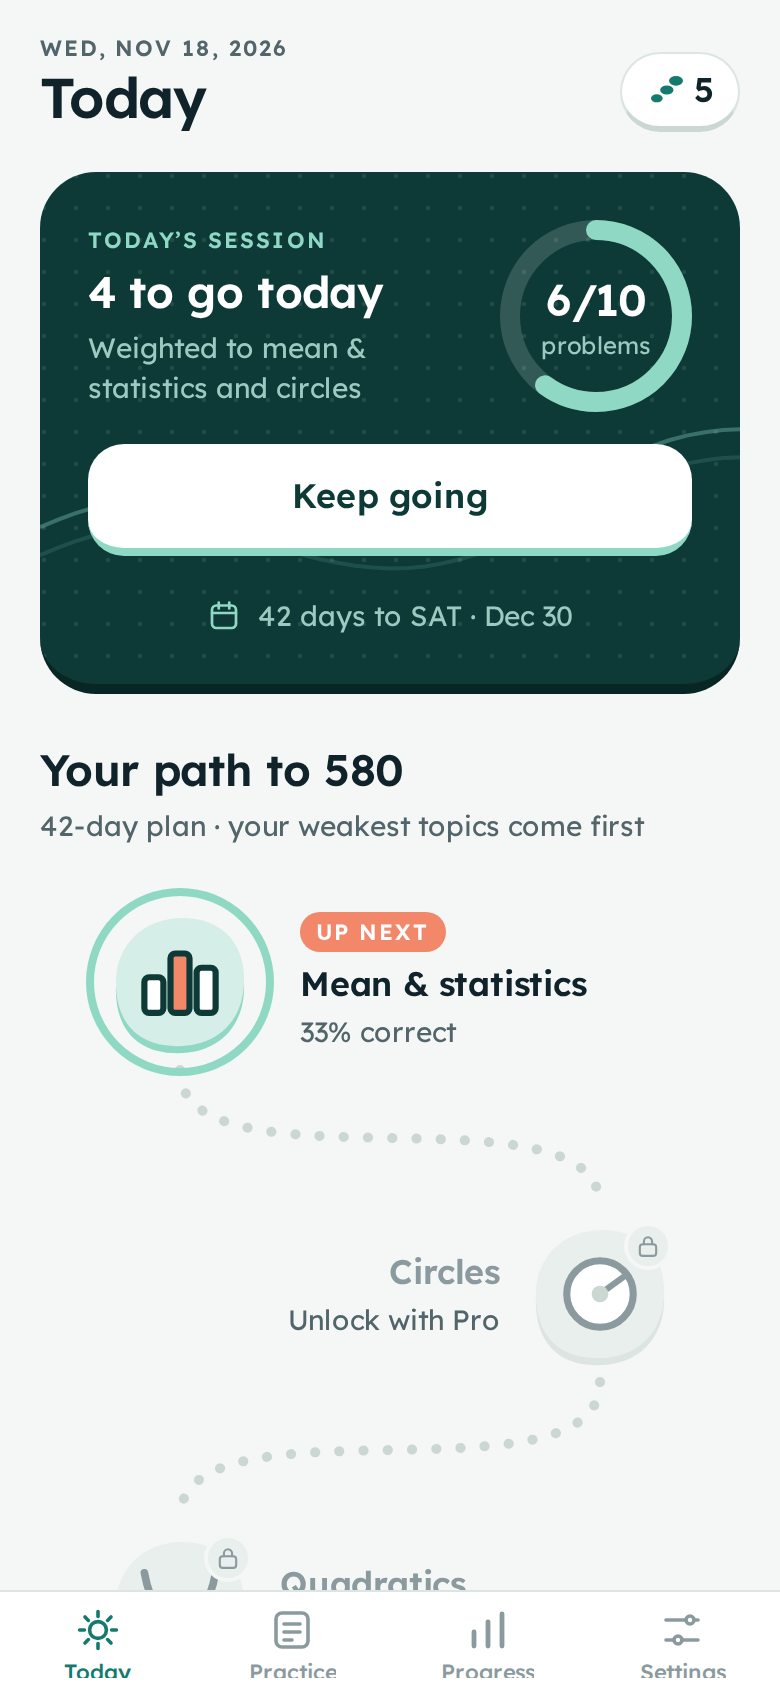 WED, NOV 18, 2026
Today
5
TODAY’S SESSION
4 to go today
Weighted to mean &
statistics and circles
6/10
problems
Keep going
42 days to SAT · Dec 30
Your path to 580
42-day plan · your weakest topics come first
UP NEXT
Mean & statistics
33% correct
Circles
Unlock with Pro
Quadratics
Today
Practice
Progress
Settings